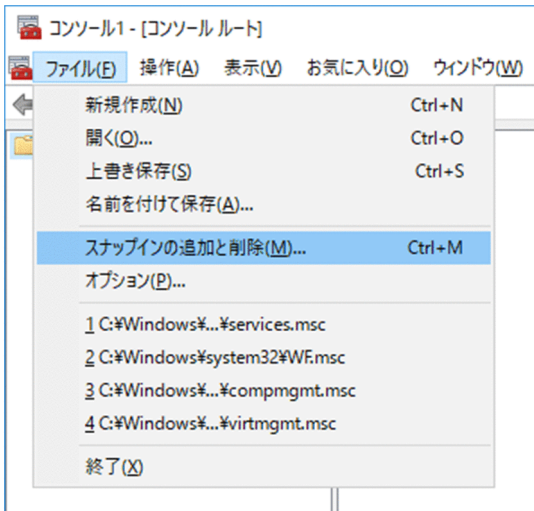 コンソール1 - [コンソール ルート]
ファイル(F) 操作(A) 表示(V) お気に入り(O) ウィンドウ(W)
新規作成(N) Ctrl+N
開く(O)... Ctrl+O
上書き保存(S) Ctrl+S
名前を付けて保存(A)...
スナップインの追加と削除(M)... Ctrl+M
オプション(P)...
1 C:¥Windows¥...¥services.msc
2 C:¥Windows¥system32¥WF.msc
3 C:¥Windows¥...¥compmgmt.msc
4 C:¥Windows¥...¥virtmgmt.msc
終了(X)